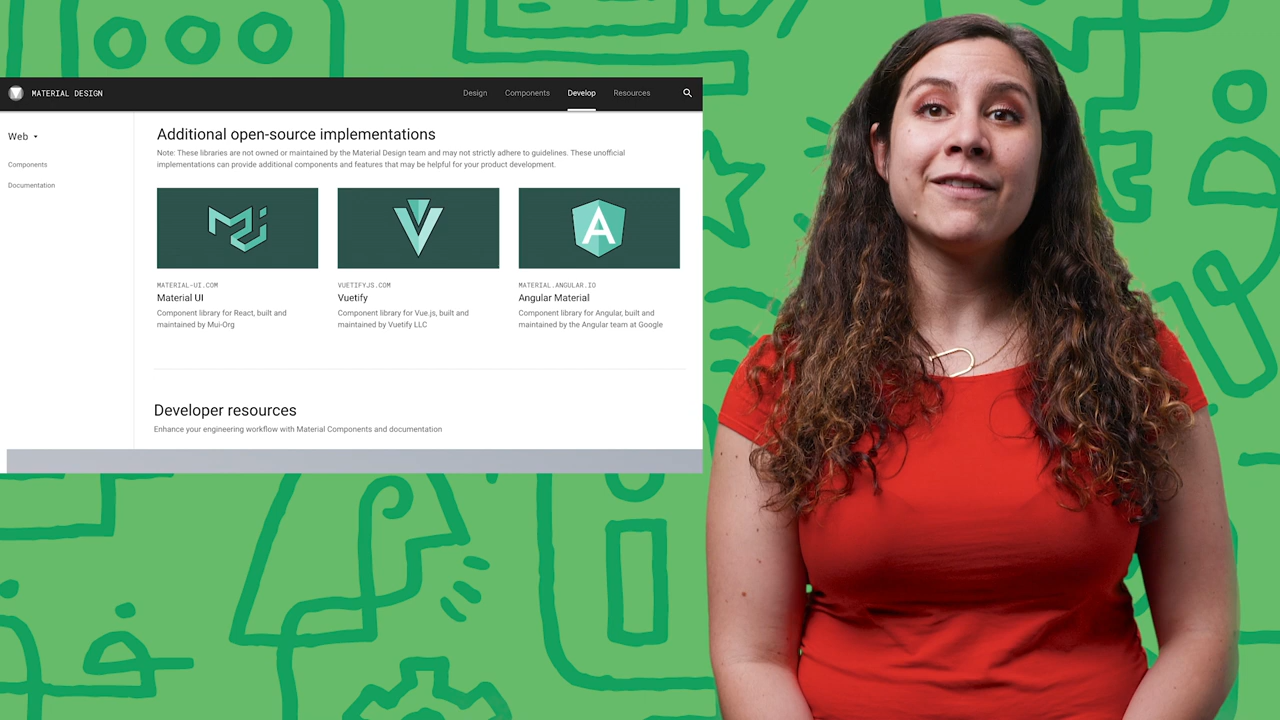 MATERIAL DESIGN
Design Components Develop Resources
Web
Components
Documentation
Additional open-source implementations
Note: These libraries are not owned or maintained by the Material Design team and may not strictly adhere to guidelines. These unofficial
implementations can provide additional components and features that may be helpful for your product development.
MATERIAL-UI.COM
Material UI
Component library for React, built and
maintained by Mui-Org
VUETIFYJS.COM
Vuetify
Component library for Vue.js, built and
maintained by Vuetify LLC
MATERIAL.ANGULAR.IO
Angular Material
Component library for Angular, built and
maintained by the Angular team at Google
Developer resources
Enhance your engineering workflow with Material Components and documentation